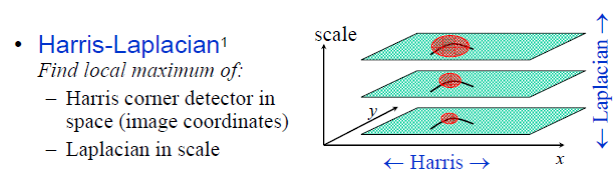 • Harris-Laplacian¹
Find local maximum of:
– Harris corner detector in
space (image coordinates)
– Laplacian in scale
scale
y
x
← Harris →
← Laplacian →